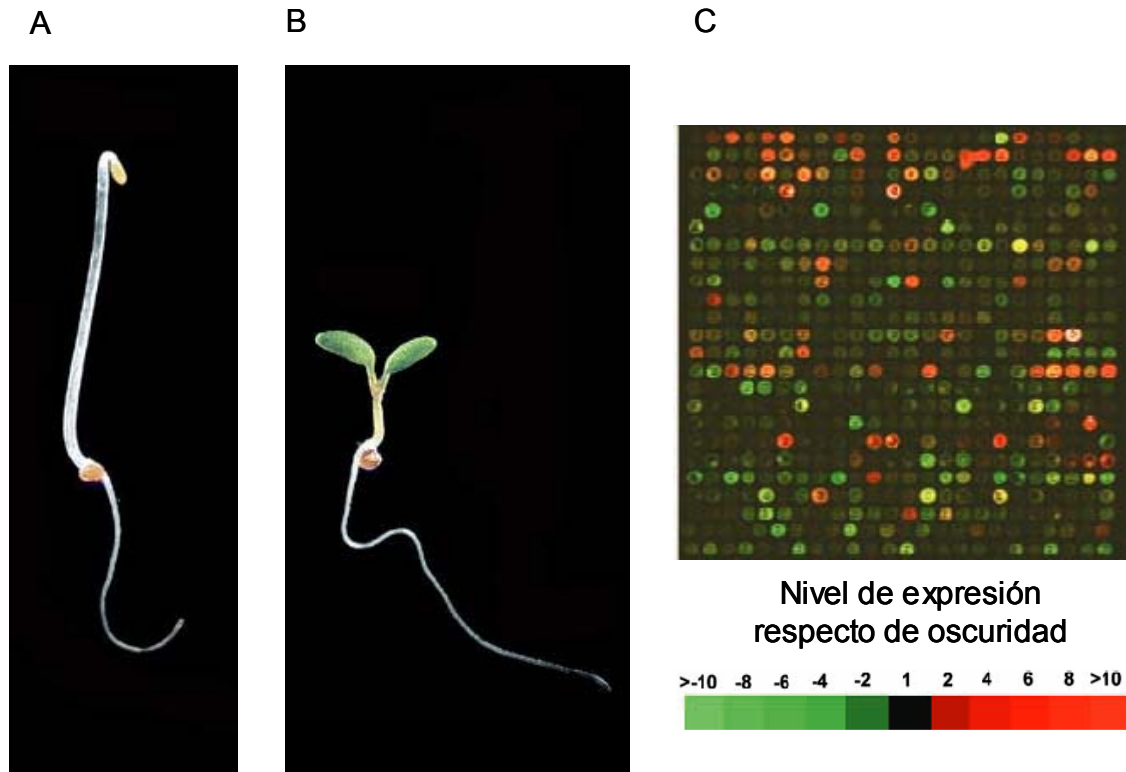 A
B
C
Nivel de expresión
respecto de oscuridad
>-10 -8 -6 -4 -2 1 2 4 6 8 >10